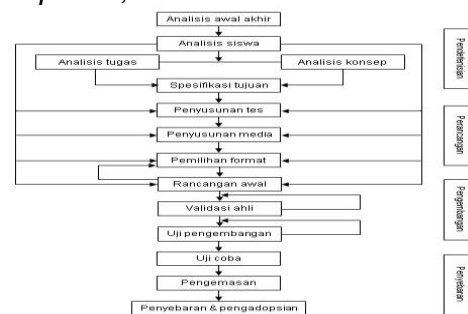 Analisis awal akhir
Analisis siswa
Analisis tugas
Analisis konsep
Spesifikasi tujuan
Penyusunan tes
Penyusunan media
Pemilihan format
Rancangan awal
Validasi ahli
Uji pengembangan
Uji coba
Pengemasan
Penyebaran & pengadopsian
Pendefenisian
Perancangan
Pengembangan
Penyebaran